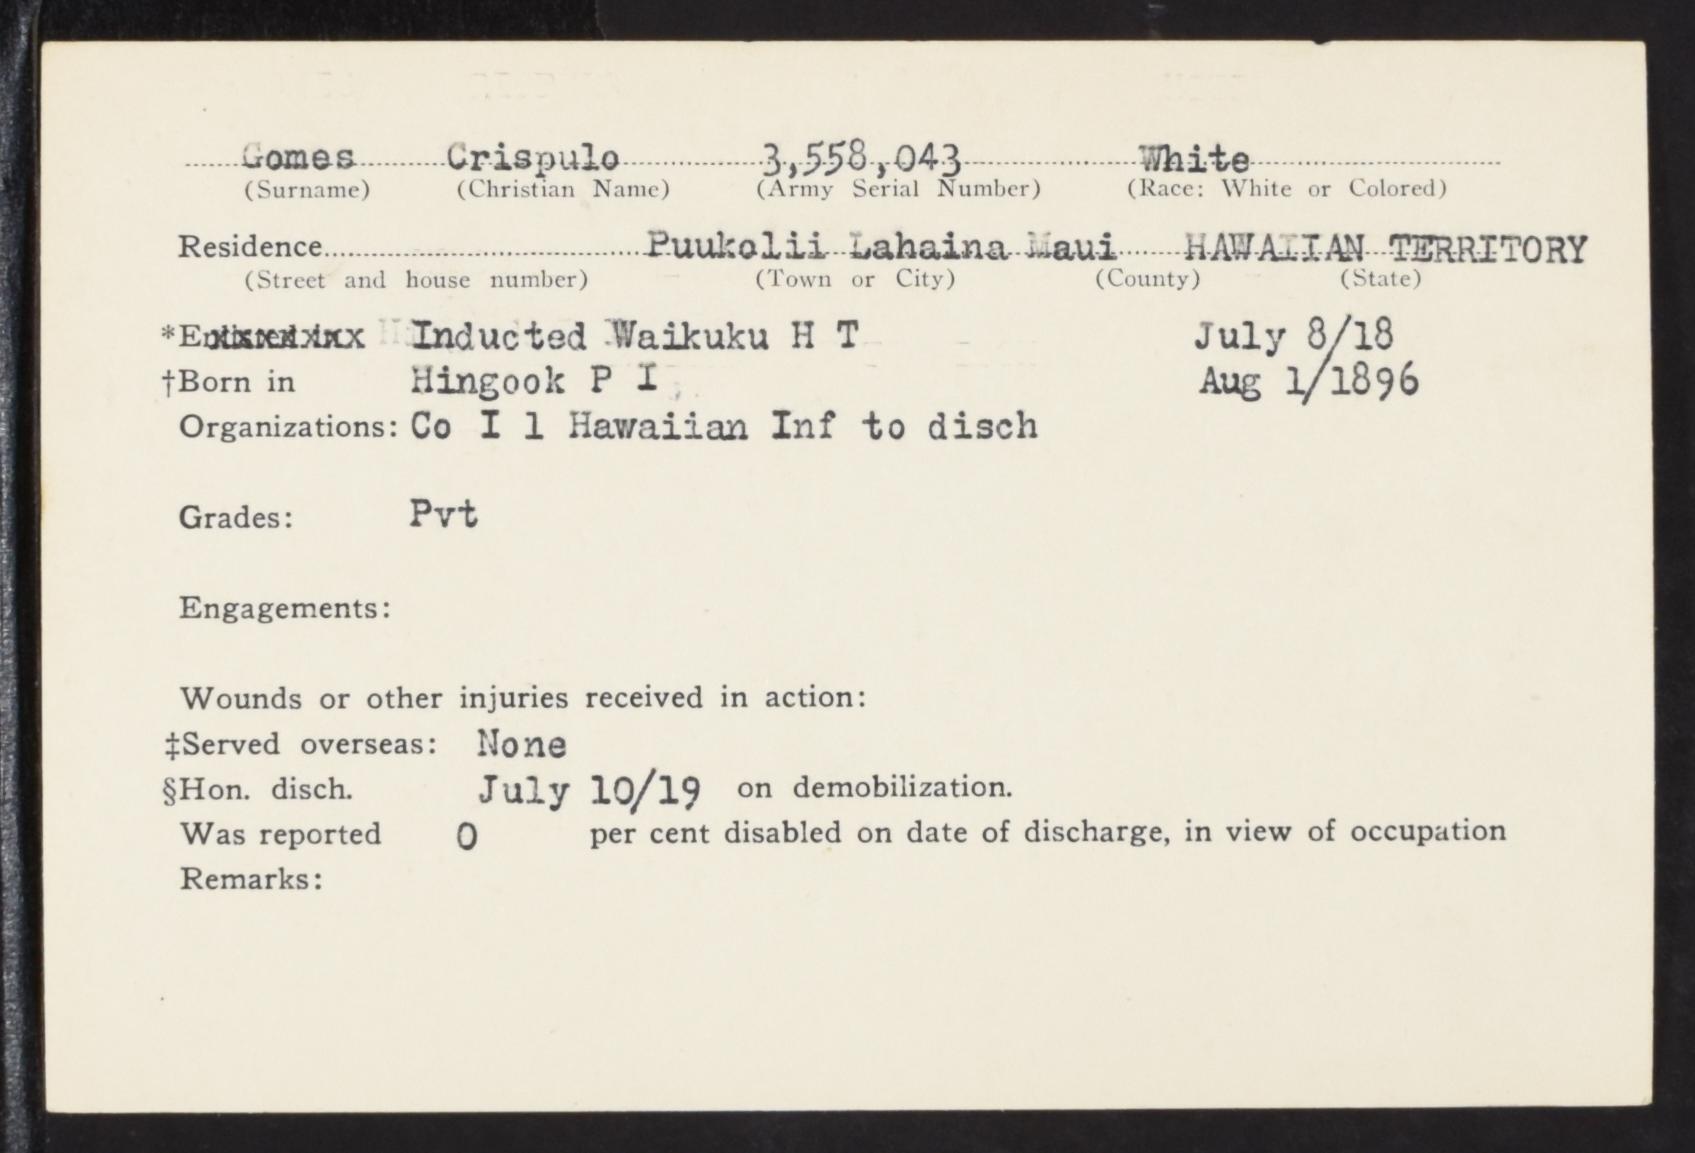 Gomes Crispulo 3,558,043 White
(Surname) (Christian Name) (Army Serial Number) (Race: White or Colored)
Residence Puukolii Lahaina Maui HAWAIIAN TERRITORY
(Street and house number) (Town or City) (County) (State)
*Enlisted in Inducted Waikuku H T July 8/18
†Born in Hingook P I Aug 1/1896
Organizations: Co I 1 Hawaiian Inf to disch
Grades: Pvt
Engagements:
Wounds or other injuries received in action:
‡Served overseas: None
§Hon. disch. July 10/19 on demobilization.
Was reported 0 per cent disabled on date of discharge, in view of occupation
Remarks: